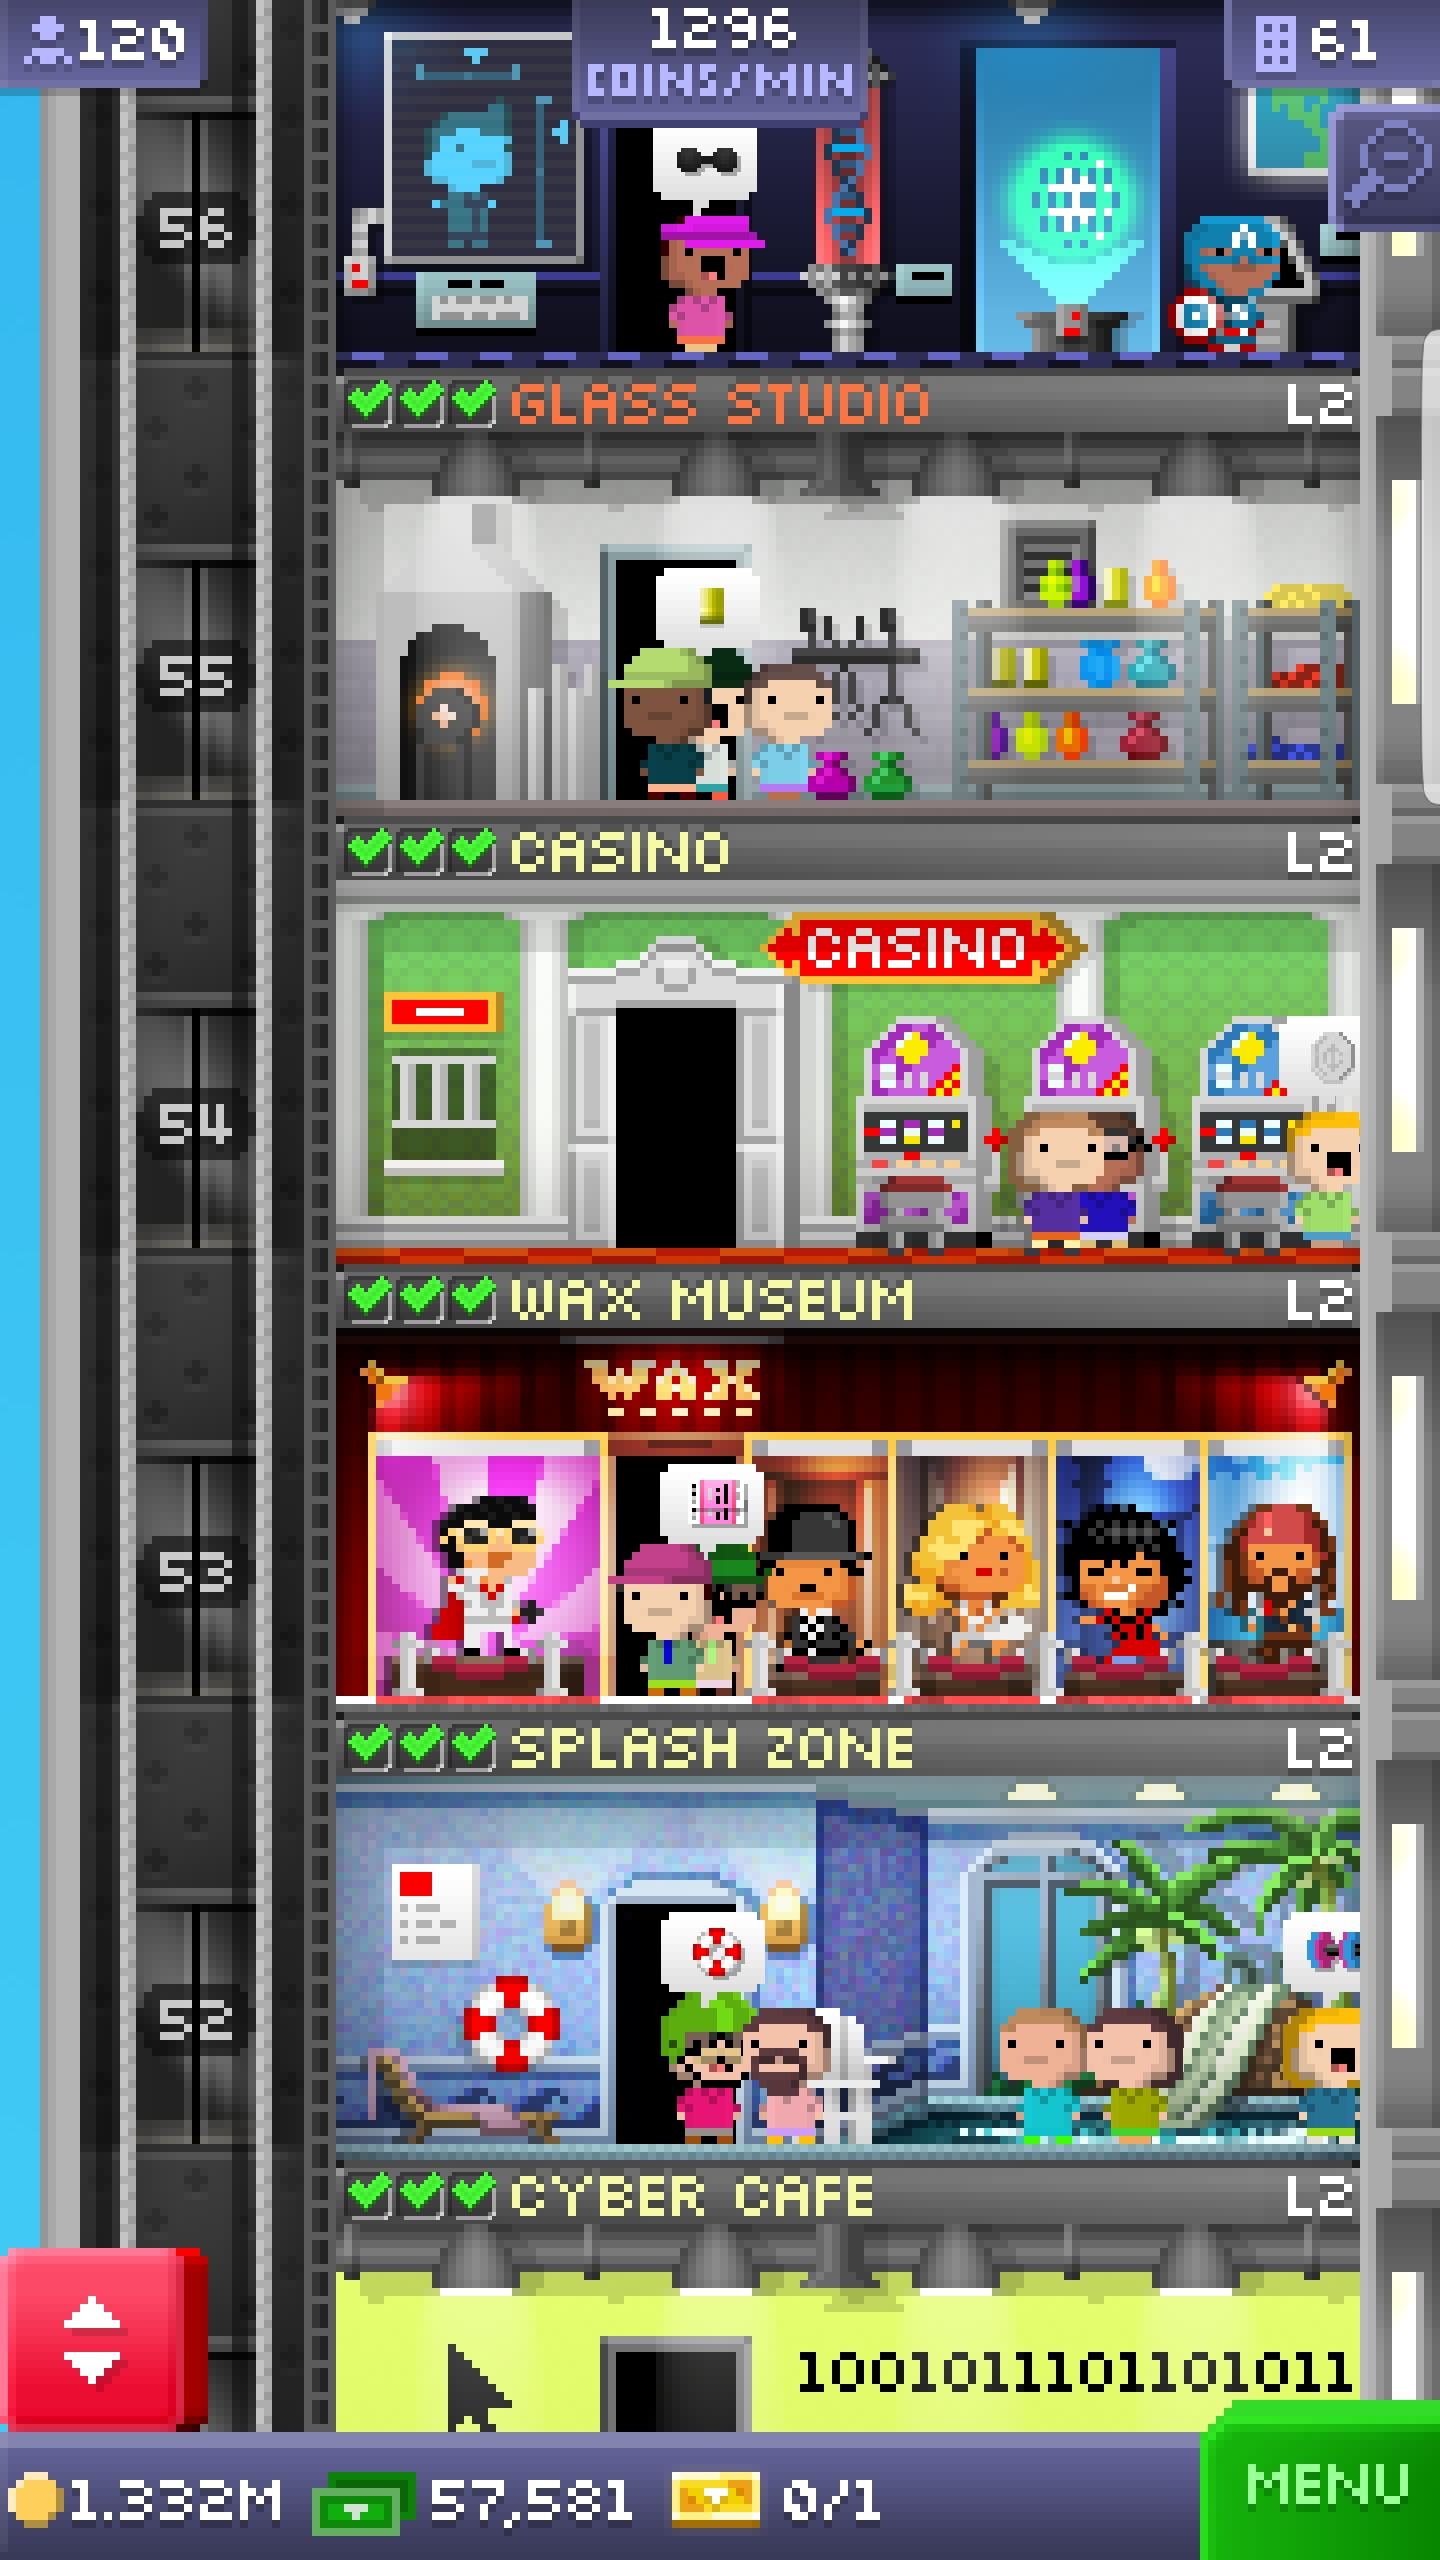 120
1296
COINS/MIN
61
56
GLASS STUDIO L2
55
CASINO L2
CASINO
54
WAX MUSEUM L2
WAX
53
SPLASH ZONE L2
52
CYBER CAFE L2
1001011101101011
1.332M 57,581 0/1 MENU